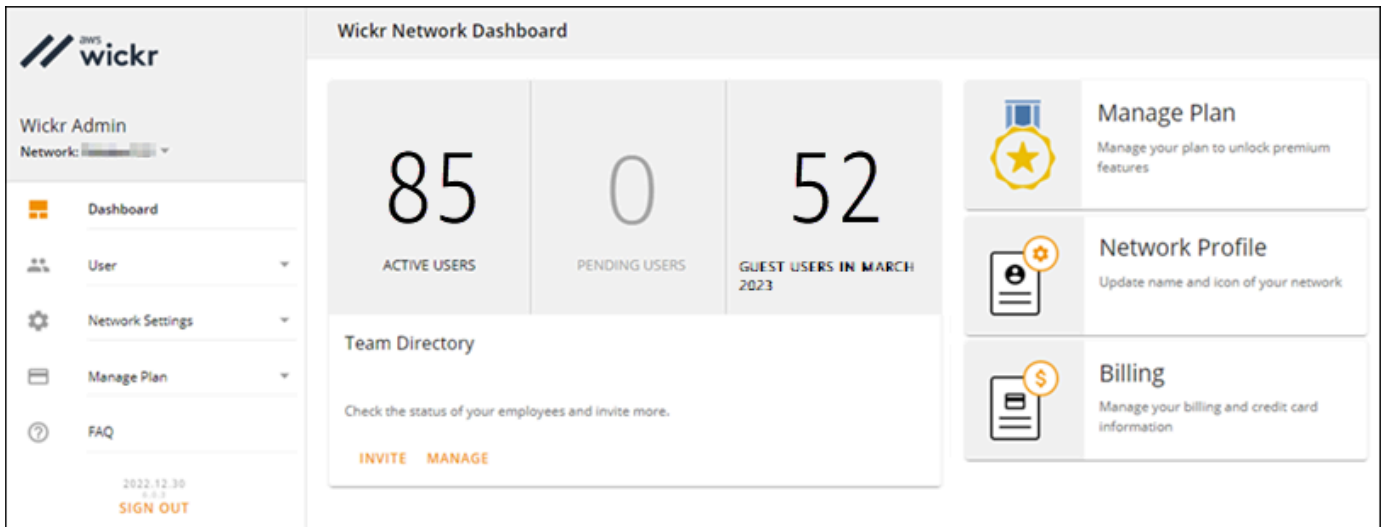 aws
wickr
Wickr Admin
Network:
Dashboard
User
Network Settings
Manage Plan
FAQ
2022.12.30
SIGN OUT
Wickr Network Dashboard
85
ACTIVE USERS
0
PENDING USERS
52
GUEST USERS IN MARCH
2023
Team Directory
Check the status of your employees and invite more.
INVITE MANAGE
Manage Plan
Manage your plan to unlock premium
features
Network Profile
Update name and icon of your network
$
Billing
Manage your billing and credit card
information